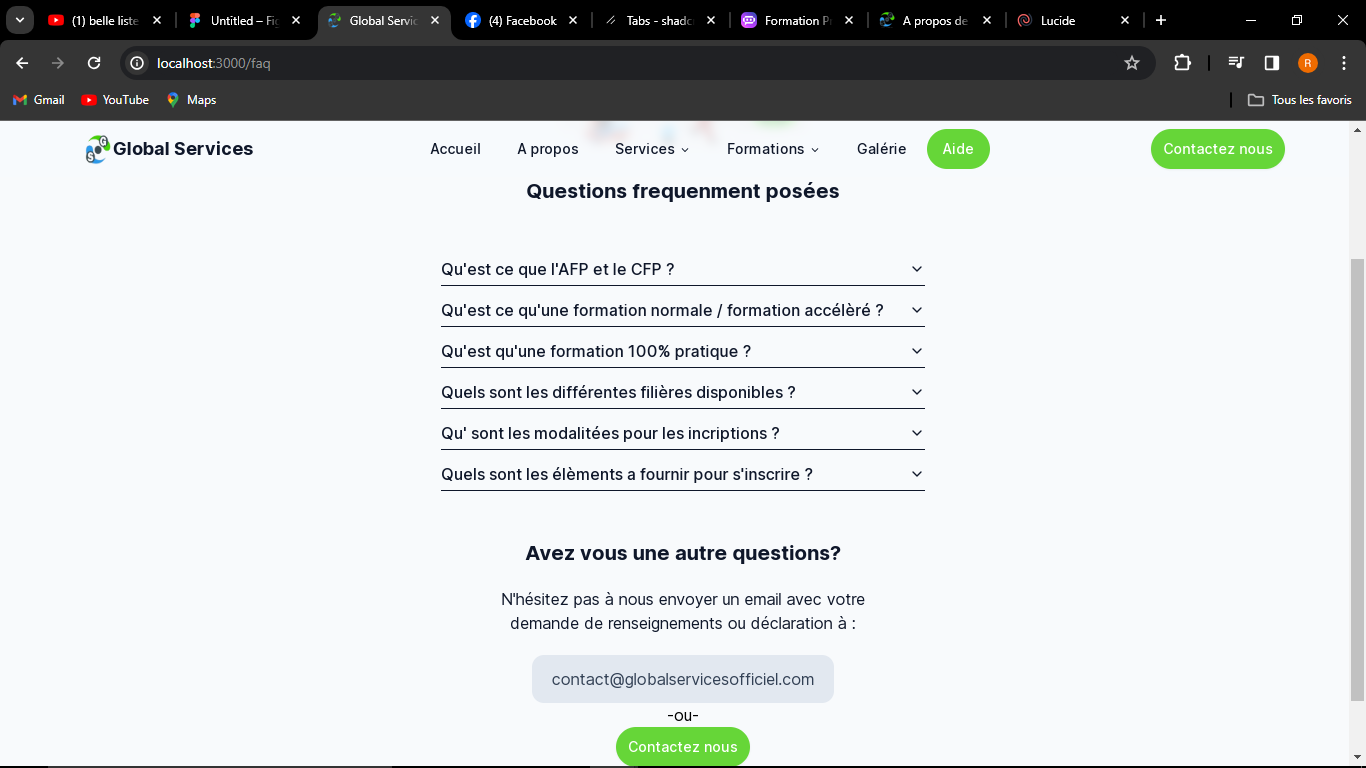 (1) belle liste
Untitled – Fig
Global Servic
(4) Facebook
Tabs - shadc
Formation P
A propos de
Lucide
localhost:3000/faq
R
Gmail
YouTube
Maps
Tous les favoris
Global Services
Accueil
A propos
Services
Formations
Galérie
Aide
Contactez nous
Questions frequenment posées
Qu'est ce que l'AFP et le CFP ?
Qu'est ce qu'une formation normale / formation accélèré ?
Qu'est qu'une formation 100% pratique ?
Quels sont les différentes filières disponibles ?
Qu' sont les modalitées pour les incriptions ?
Quels sont les élèments a fournir pour s'inscrire ?
Avez vous une autre questions?
N'hésitez pas à nous envoyer un email avec votre
demande de renseignements ou déclaration à :
contact@globalservicesofficiel.com
-ou-
Contactez nous